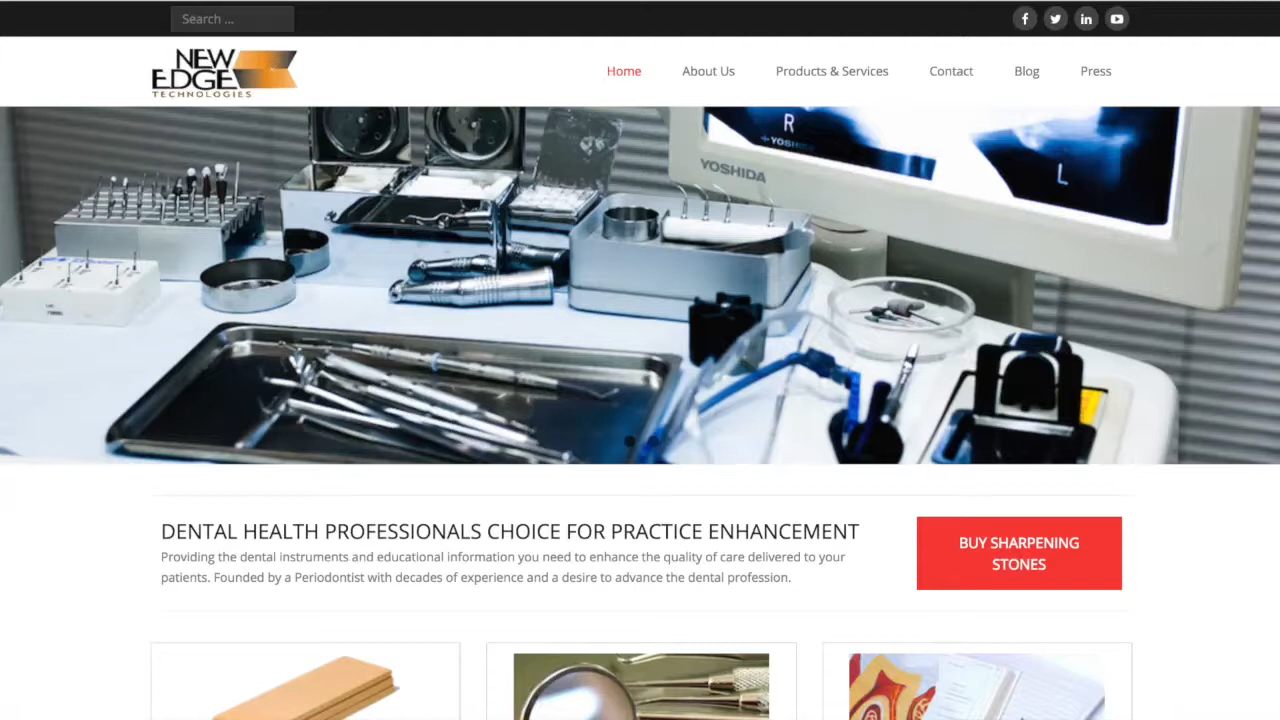 Search ...
NEW
EDGE
TECHNOLOGIES
Home About Us Products & Services Contact Blog Press
R
YOSHIDA
L
DENTAL HEALTH PROFESSIONALS CHOICE FOR PRACTICE ENHANCEMENT
Providing the dental instruments and educational information you need to enhance the quality of care delivered to your
patients. Founded by a Periodontist with decades of experience and a desire to advance the dental profession.
BUY SHARPENING
STONES